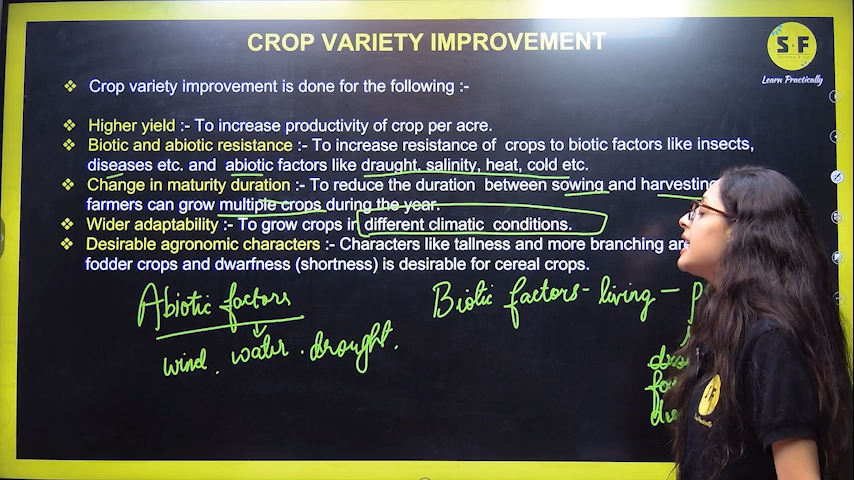 CROP VARIETY IMPROVEMENT
S F
Learn Practically
❖ Crop variety improvement is done for the following :-
❖ Higher yield :- To increase productivity of crop per acre.
❖ Biotic and abiotic resistance :- To increase resistance of crops to biotic factors like insects,
diseases etc. and abiotic factors like draught, salinity, heat, cold etc.
❖ Change in maturity duration :- To reduce the duration between sowing and harvesting
farmers can grow multiple crops during the year.
❖ Wider adaptability :- To grow crops in different climatic conditions.
❖ Desirable agronomic characters :- Characters like tallness and more branching are
fodder crops and dwarfness (shortness) is desirable for cereal crops.
Abiotic factors
Biotic factors - living -
wind, water, drought.